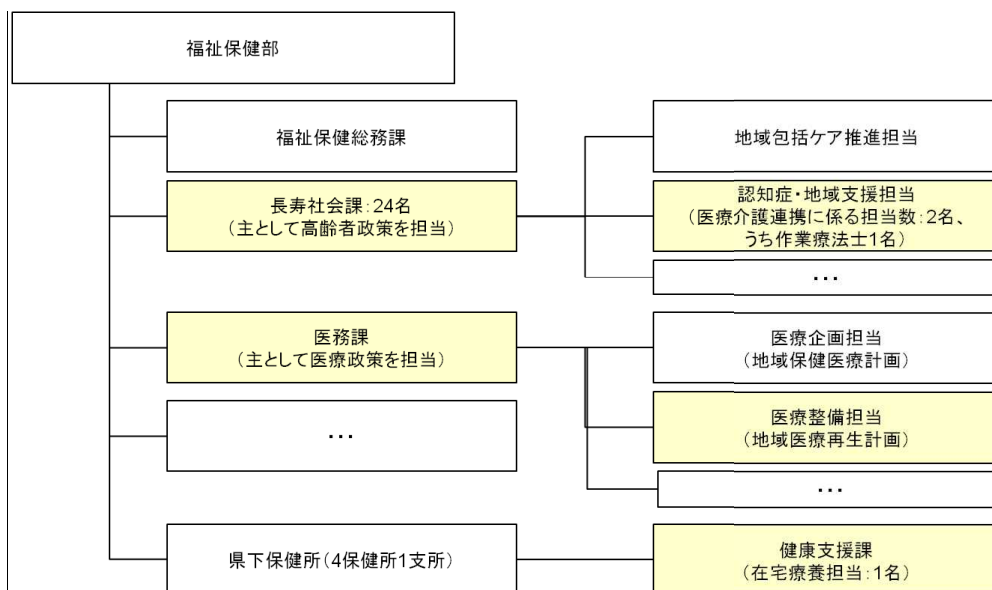 福祉保健部
福祉保健総務課
長寿社会課:24名
(主として高齢者政策を担当)
地域包括ケア推進担当
認知症・地域支援担当
(医療介護連携に係る担当数:2名、
うち作業療法士1名)
・・・
医務課
(主として医療政策を担当)
医療企画担当
(地域保健医療計画)
医療整備担当
(地域医療再生計画)
・・・
・・・
県下保健所(4保健所1支所)
健康支援課
(在宅療養担当:1名)